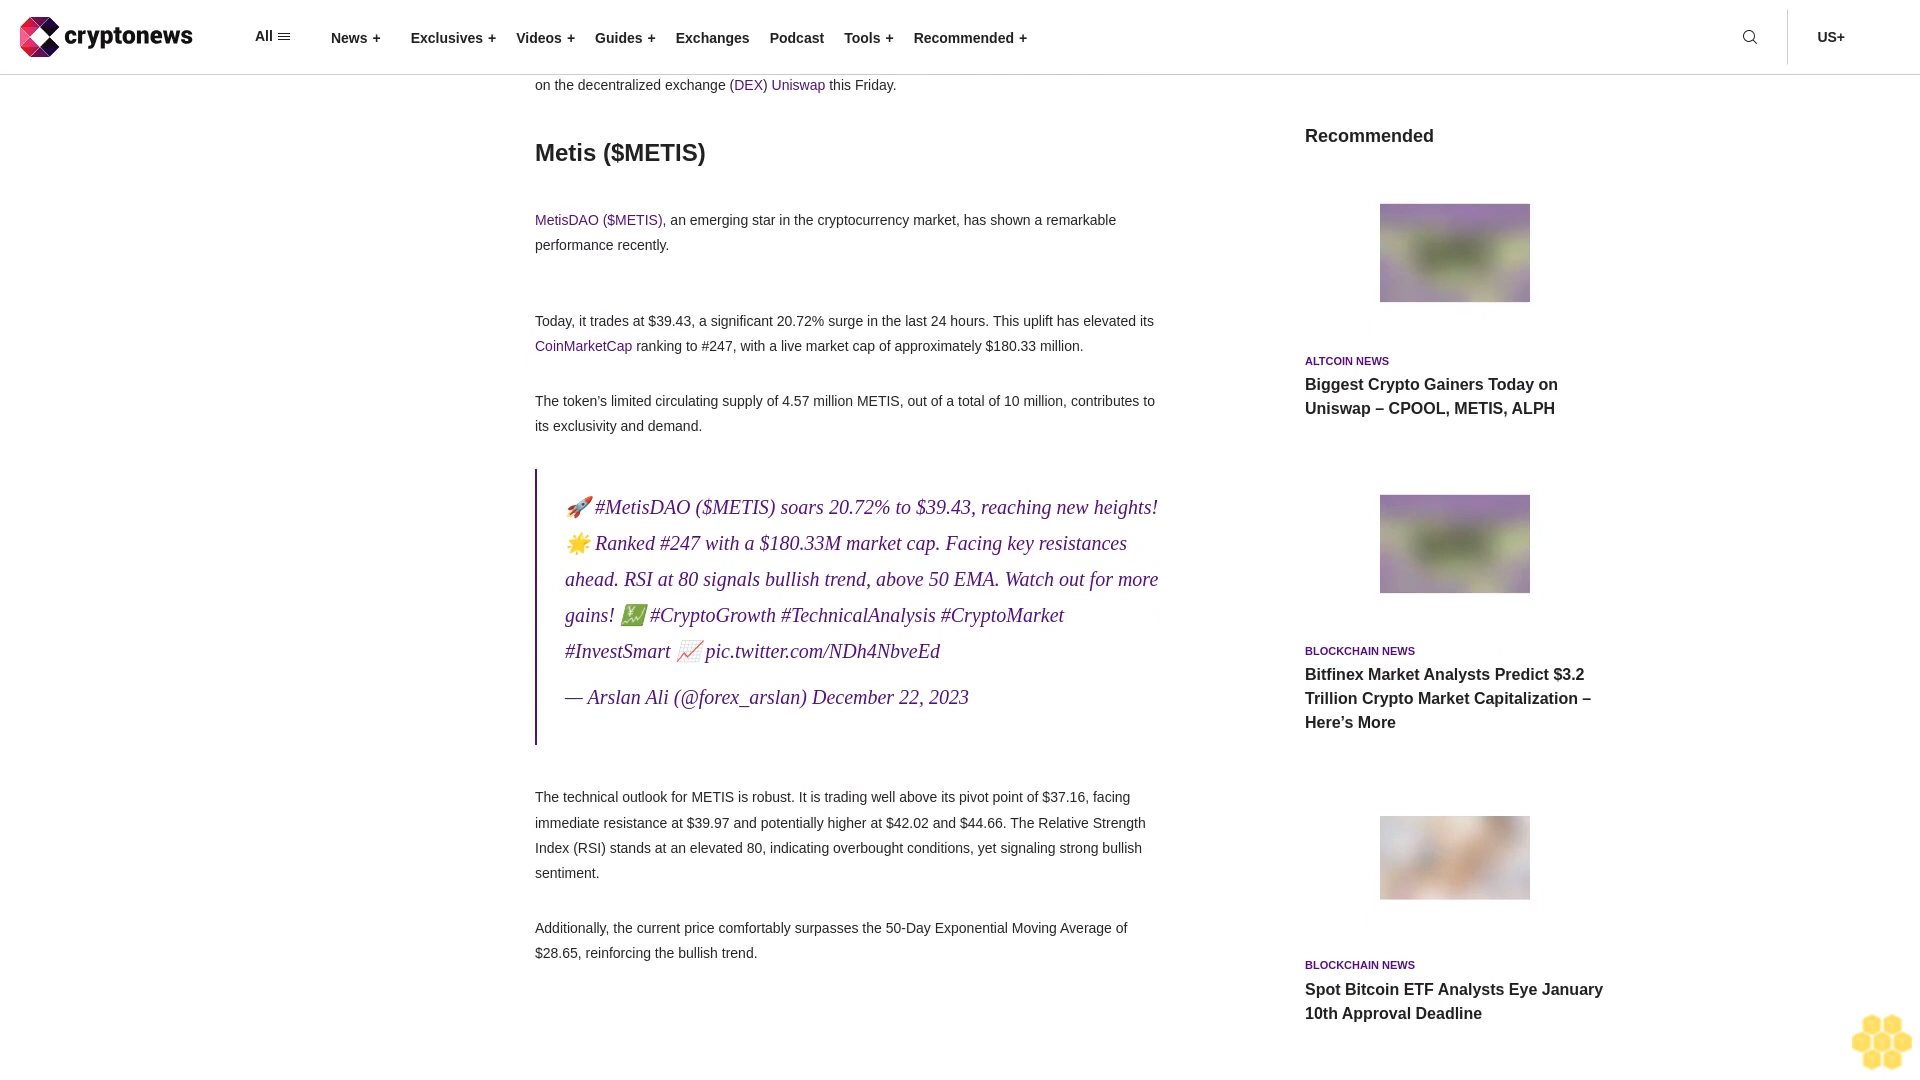 cryptonews
All
News +
Exclusives +
Videos +
Guides +
Exchanges
Podcast
Tools +
Recommended +
US+
on the decentralized exchange (DEX) Uniswap this Friday.
Metis ($METIS)
MetisDAO ($METIS), an emerging star in the cryptocurrency market, has shown a remarkable
performance recently.
Today, it trades at $39.43, a significant 20.72% surge in the last 24 hours. This uplift has elevated its
CoinMarketCap ranking to #247, with a live market cap of approximately $180.33 million.
The token’s limited circulating supply of 4.57 million METIS, out of a total of 10 million, contributes to
its exclusivity and demand.
🚀 #MetisDAO ($METIS) soars 20.72% to $39.43, reaching new heights!
🌟 Ranked #247 with a $180.33M market cap. Facing key resistances
ahead. RSI at 80 signals bullish trend, above 50 EMA. Watch out for more
gains! 💹 #CryptoGrowth #TechnicalAnalysis #CryptoMarket
#InvestSmart 📈 pic.twitter.com/NDh4NbveEd
— Arslan Ali (@forex_arslan) December 22, 2023
The technical outlook for METIS is robust. It is trading well above its pivot point of $37.16, facing
immediate resistance at $39.97 and potentially higher at $42.02 and $44.66. The Relative Strength
Index (RSI) stands at an elevated 80, indicating overbought conditions, yet signaling strong bullish
sentiment.
Additionally, the current price comfortably surpasses the 50-Day Exponential Moving Average of
$28.65, reinforcing the bullish trend.
Recommended
ALTCOIN NEWS
Biggest Crypto Gainers Today on
Uniswap – CPOOL, METIS, ALPH
BLOCKCHAIN NEWS
Bitfinex Market Analysts Predict $3.2
Trillion Crypto Market Capitalization –
Here’s More
BLOCKCHAIN NEWS
Spot Bitcoin ETF Analysts Eye January
10th Approval Deadline